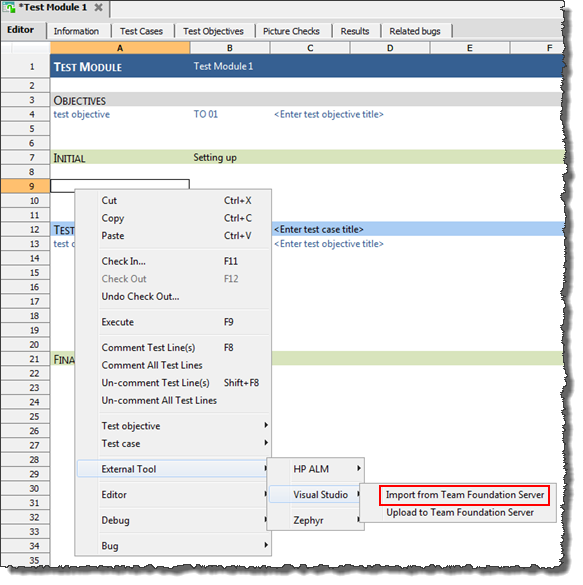 *Test Module 1
Editor Information Test Cases Test Objectives Picture Checks Results Related bugs
A B C D E F
1 TEST MODULE Test Module 1
2
3 OBJECTIVES
4 test objective TO 01 <Enter test objective title>
5
6
7 INITIAL Setting up
8
9
10 Cut Ctrl+X
11 Copy Ctrl+C
12 TES Paste Ctrl+V <Enter test case title>
13 test o <Enter test objective title>
14 Check In... F11
15 Check Out F12
16 Undo Check Out...
17
18 Execute F9
19
20 Comment Test Line(s) F8
21 FINA Comment All Test Lines
22 Un-comment Test Line(s) Shift+F8
23
24 Un-comment All Test Lines
25
26 Test objective
27 Test case
28
29 External Tool HP ALM
30 Editor Visual Studio Import from Team Foundation Server
31 Upload to Team Foundation Server
32 Debug Zephyr
33
34 Bug
35